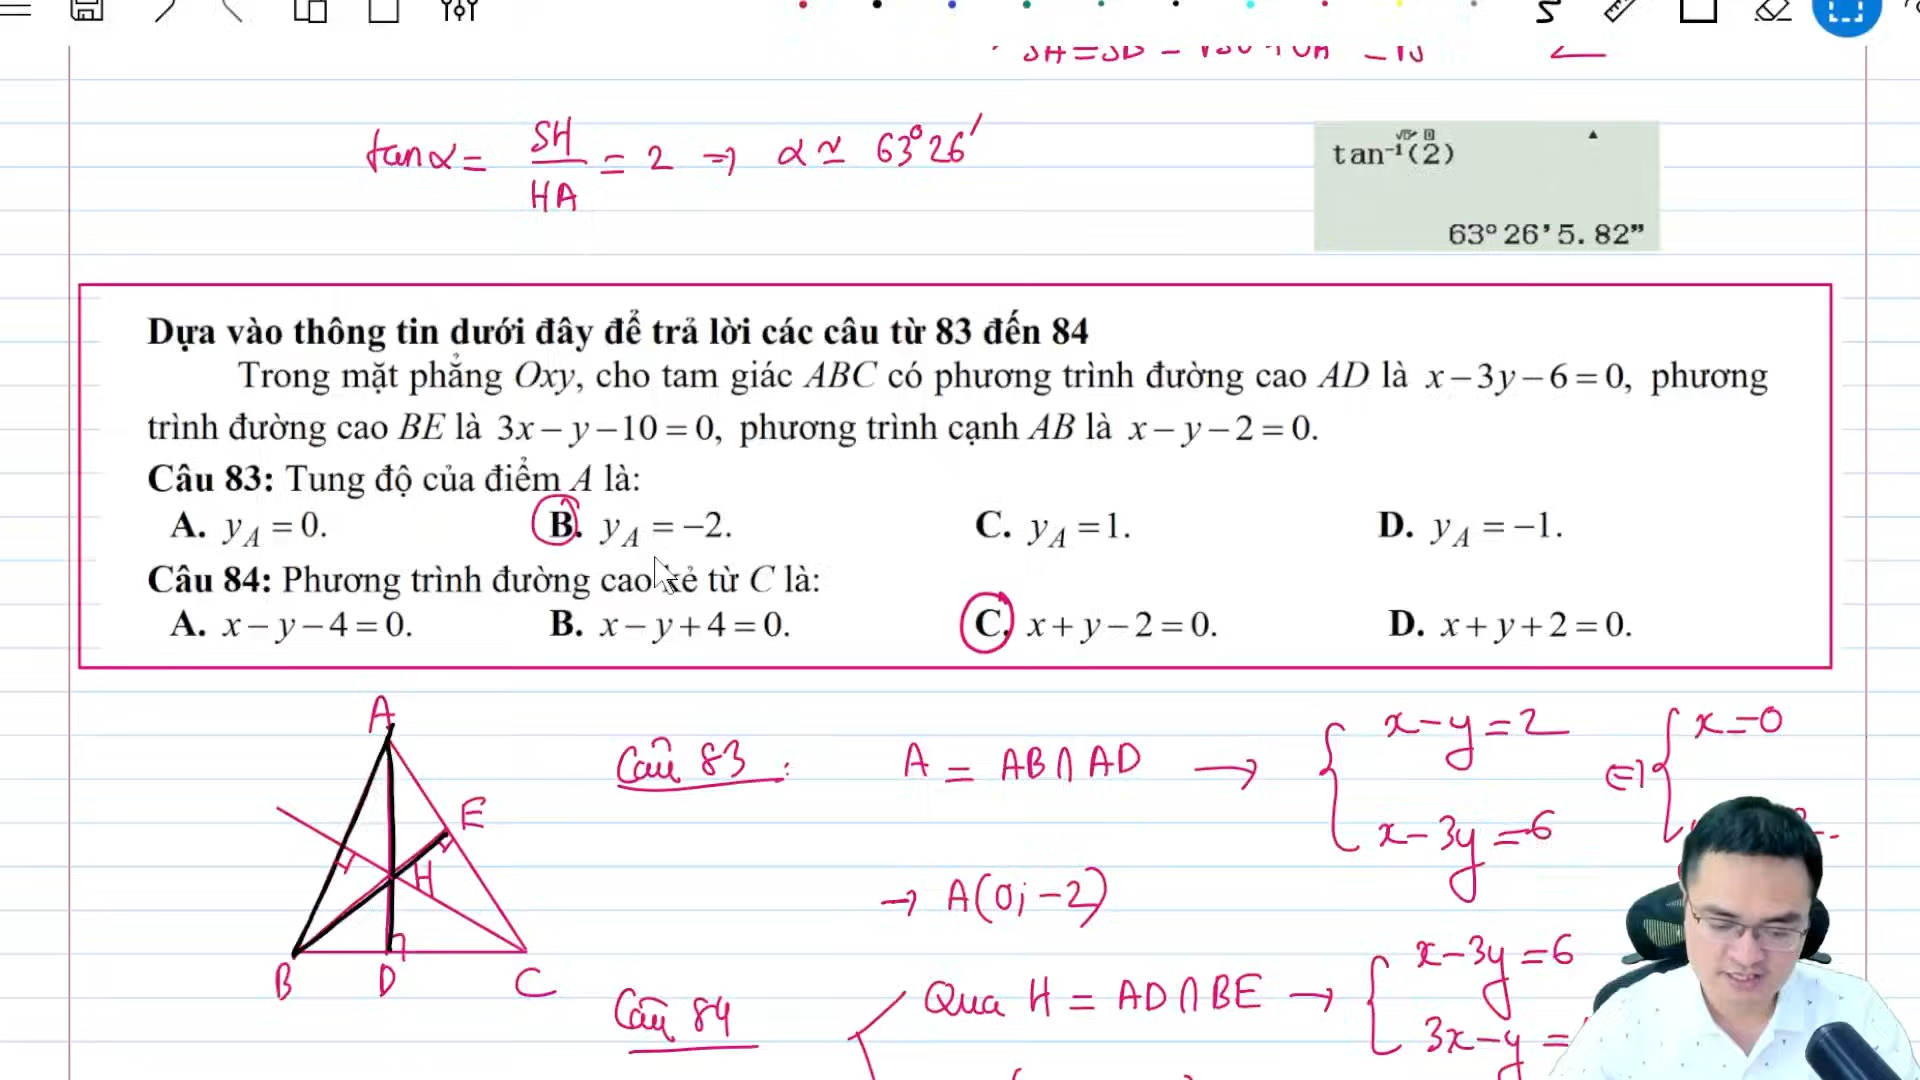 tanα = SH/HA = 2 → α ≃ 63°26′
tan⁻¹(2)
63°26'5.82"
Dựa vào thông tin dưới đây để trả lời các câu từ 83 đến 84
Trong mặt phẳng Oxy, cho tam giác ABC có phương trình đường cao AD là x−3y−6=0, phương
trình đường cao BE là 3x−y−10=0, phương trình cạnh AB là x−y−2=0.
Câu 83: Tung độ của điểm A là:
A. y_A = 0. B. y_A = −2. C. y_A = 1. D. y_A = −1.
Câu 84: Phương trình đường cao kẻ từ C là:
A. x−y−4=0. B. x−y+4=0. C. x+y−2=0. D. x+y+2=0.
A
E
H
B D C
Câu 83: A = AB∩AD → { x−y=2
x−3y=6
⇔ { x=0
→ A(0; −2)
Câu 84
Qua H = AD∩BE → { x−3y=6
3x−y=